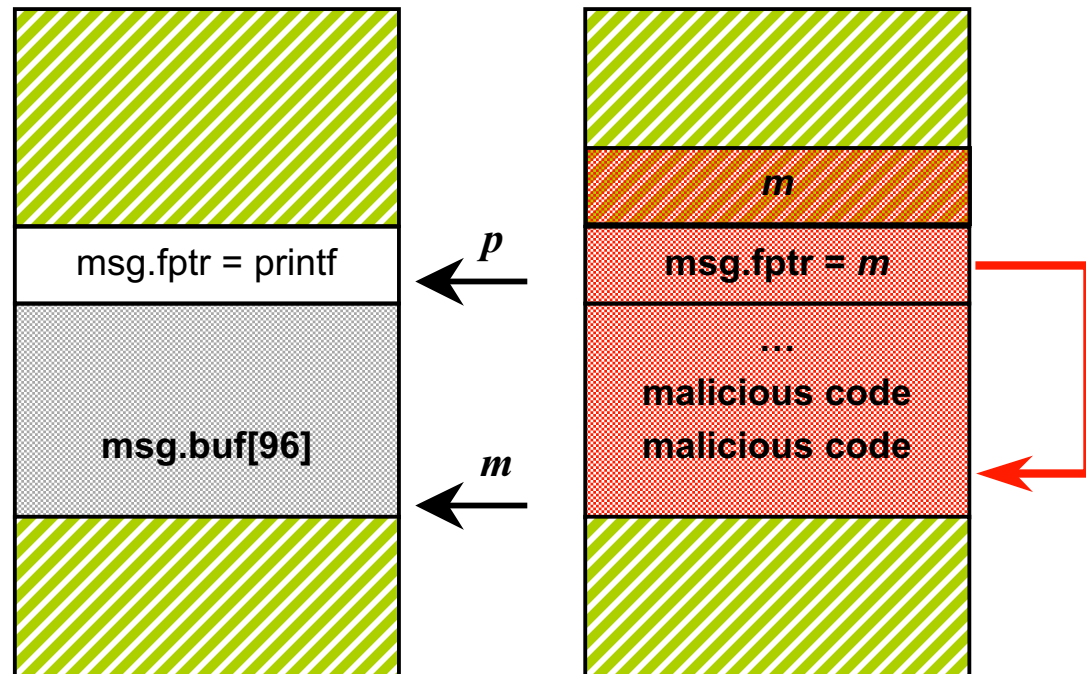 msg.fptr = printf
msg.buf[96]
p
m
m
msg.fptr = m
...
malicious code
malicious code